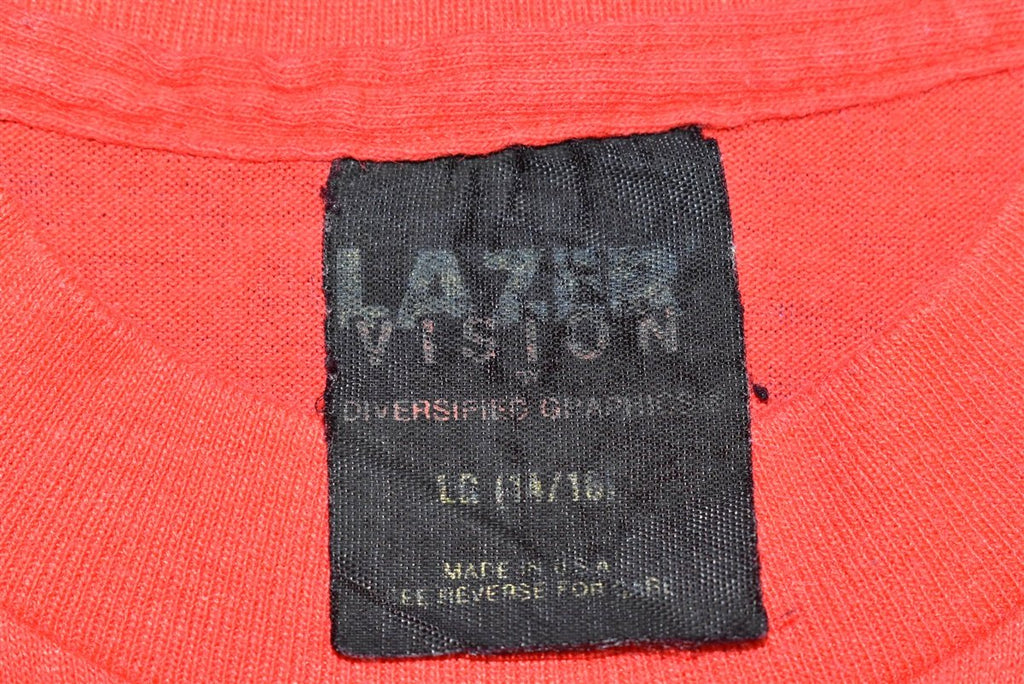 LAZER
VISION
DIVERSIFIED GRAPHICS
LG (14/16)
MADE IN U.S.A
SEE REVERSE FOR CARE